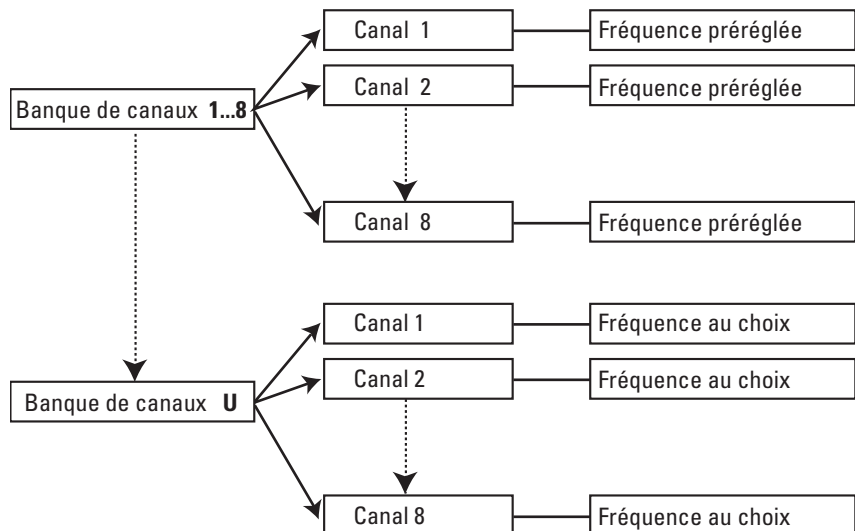 Canal 1 Fréquence préréglée
Canal 2 Fréquence préréglée
Banque de canaux 1...8
Canal 8 Fréquence préréglée
Canal 1 Fréquence au choix
Canal 2 Fréquence au choix
Banque de canaux U
Canal 8 Fréquence au choix